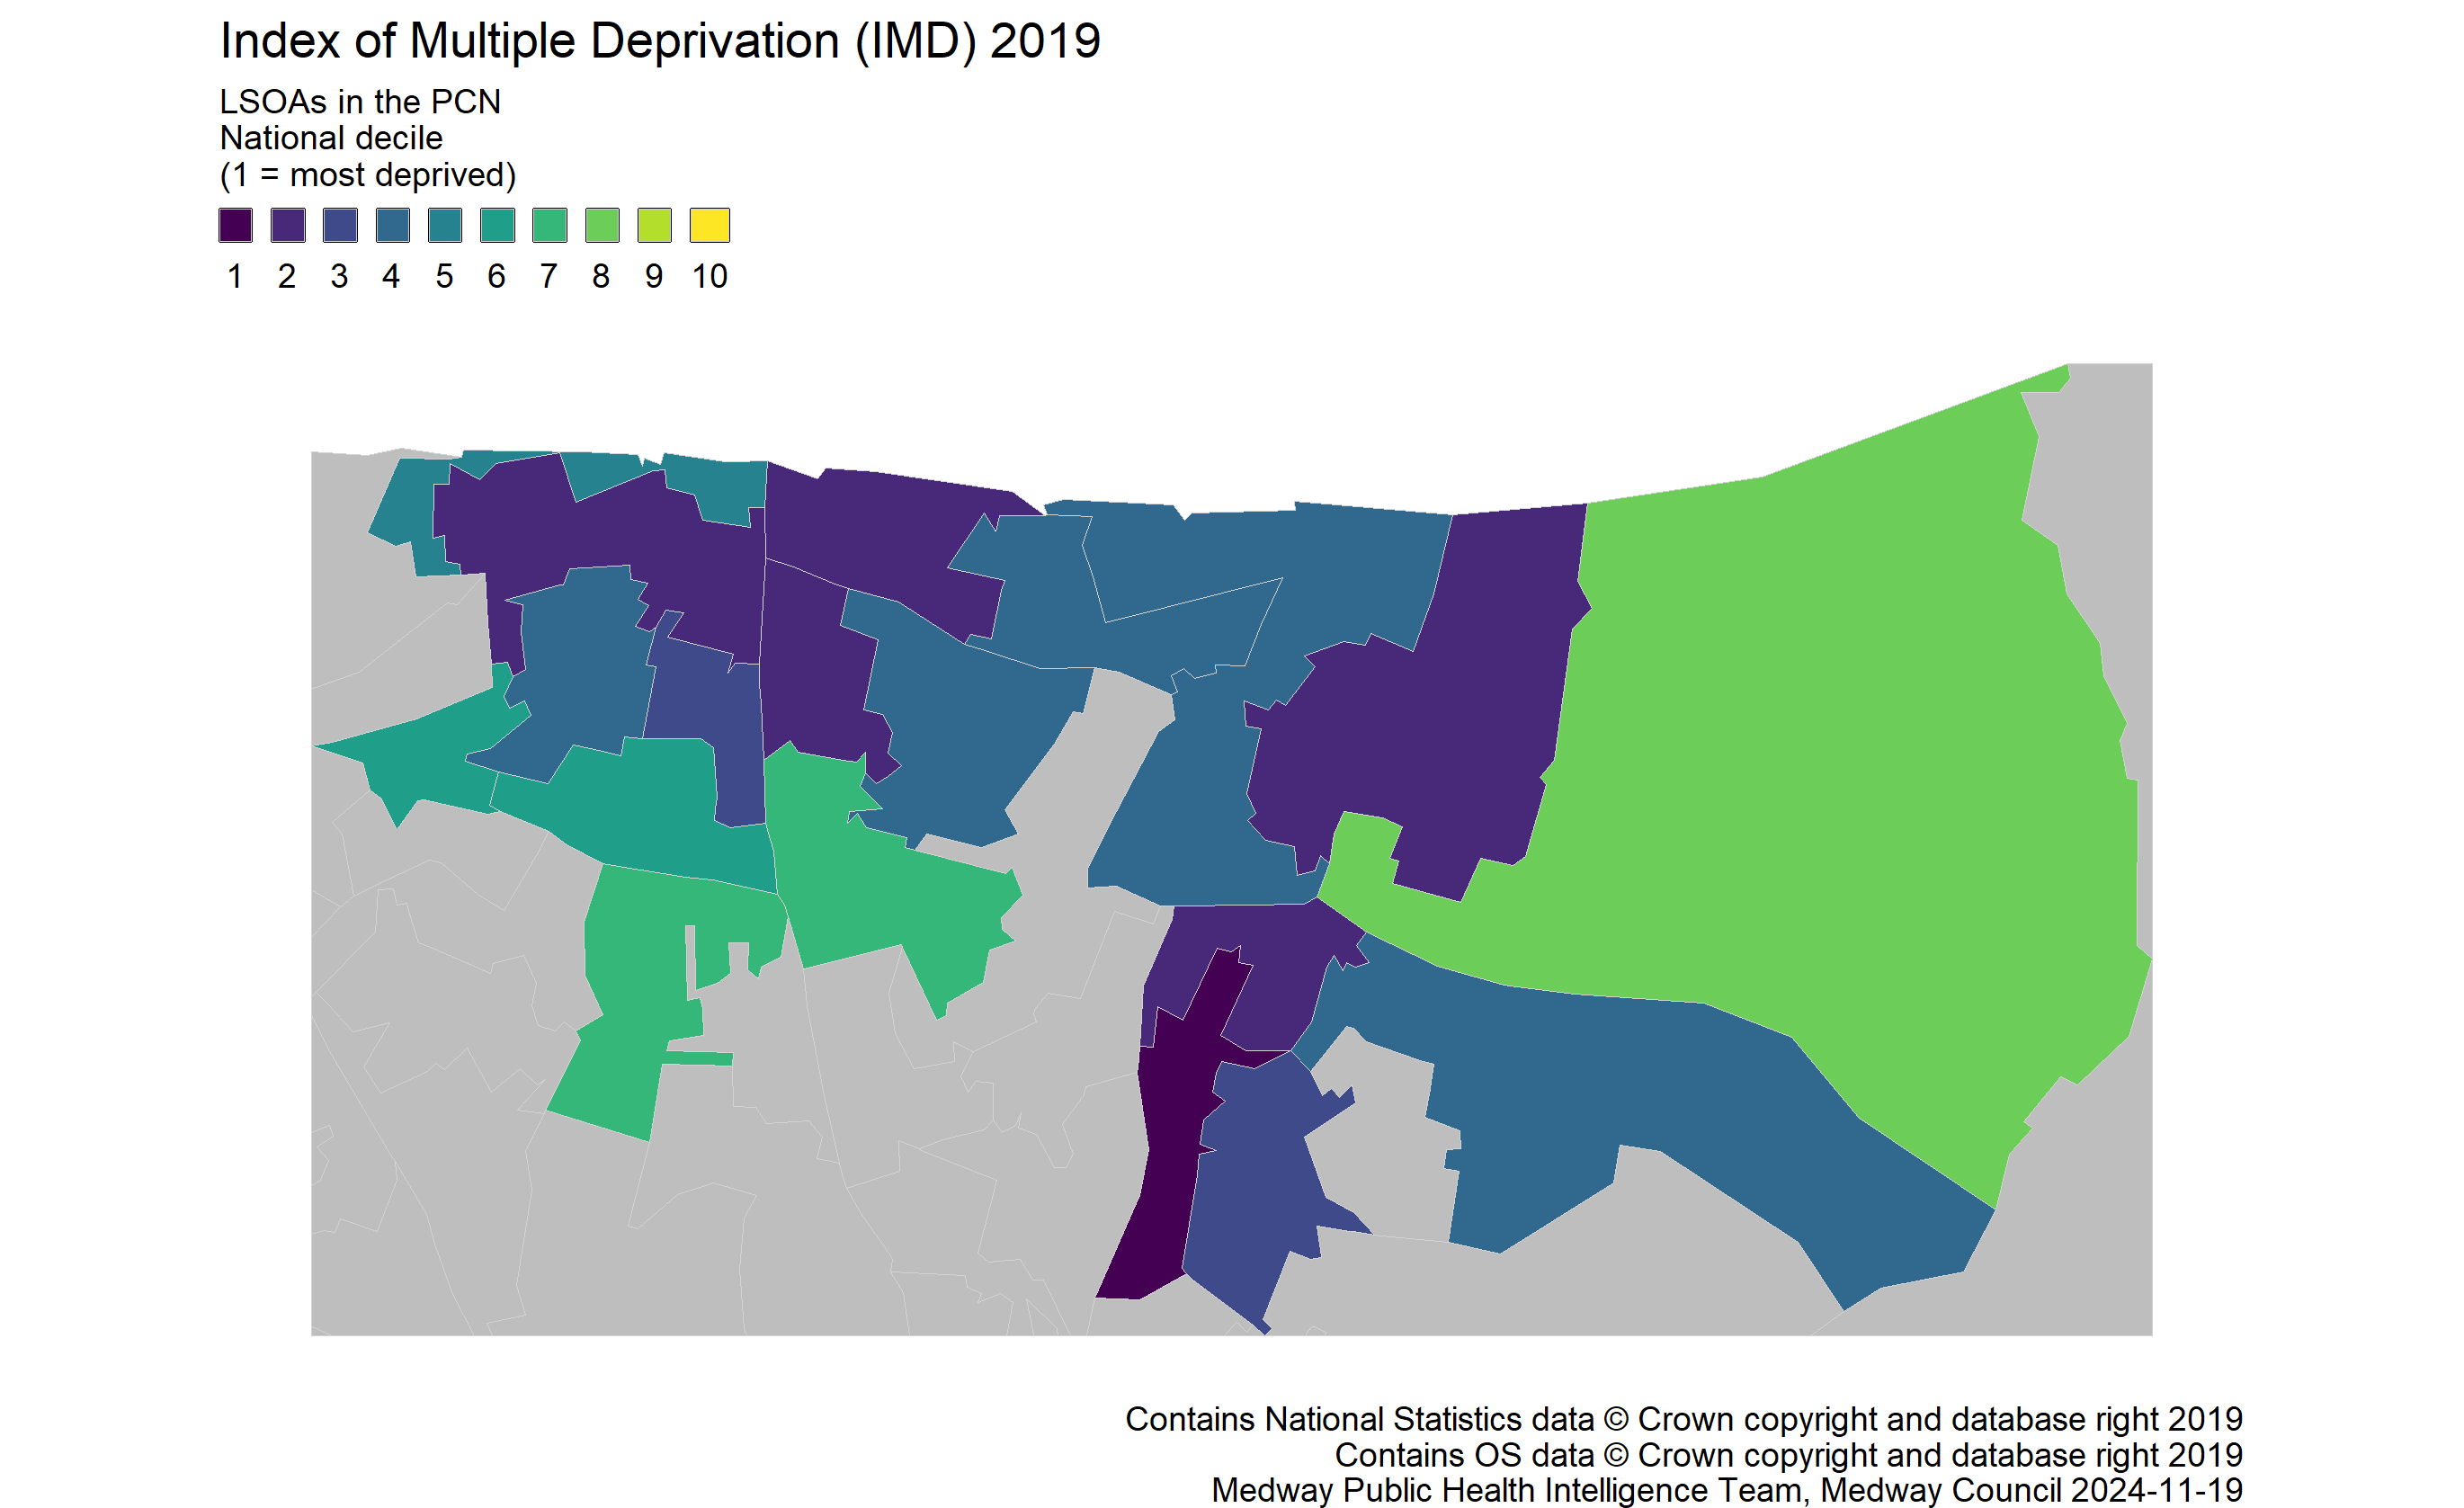 Index of Multiple Deprivation (IMD) 2019
LSOAs in the PCN
National decile
(1 = most deprived)
1 2 3 4 5 6 7 8 9 10
Contains National Statistics data © Crown copyright and database right 2019
Contains OS data © Crown copyright and database right 2019
Medway Public Health Intelligence Team, Medway Council 2024-11-19